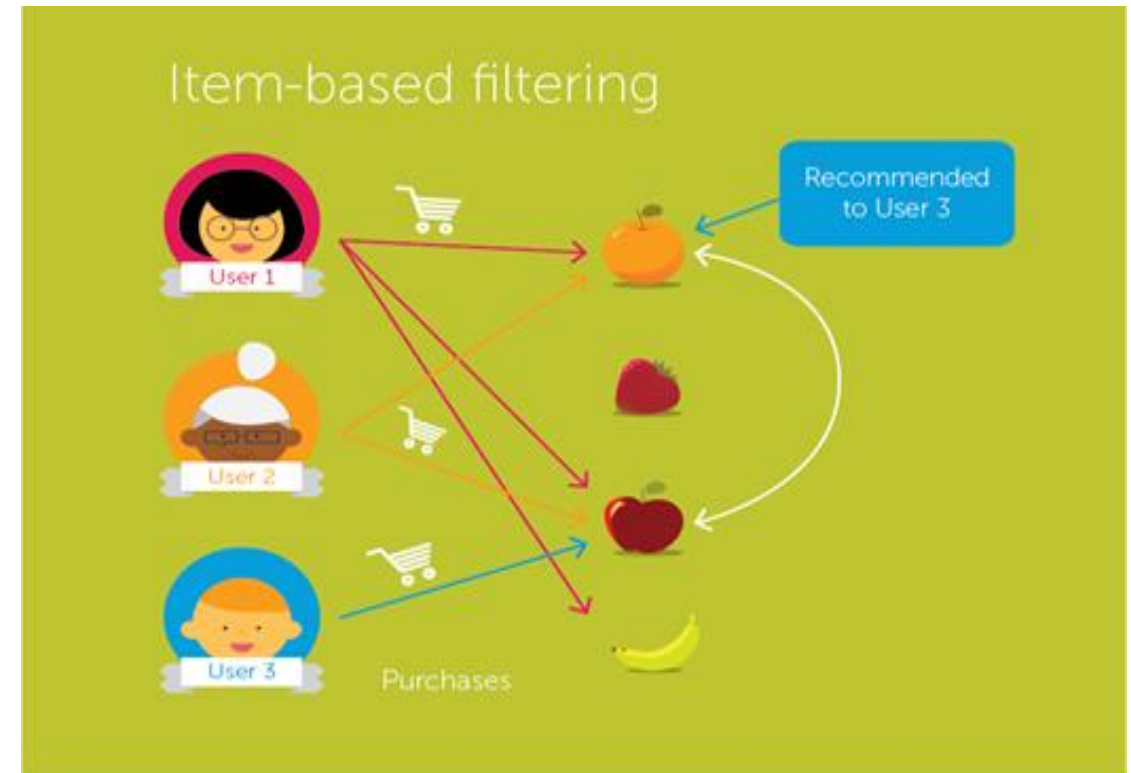 Item-based filtering
Recommended
to User 3
User 1
User 2
User 3
Purchases